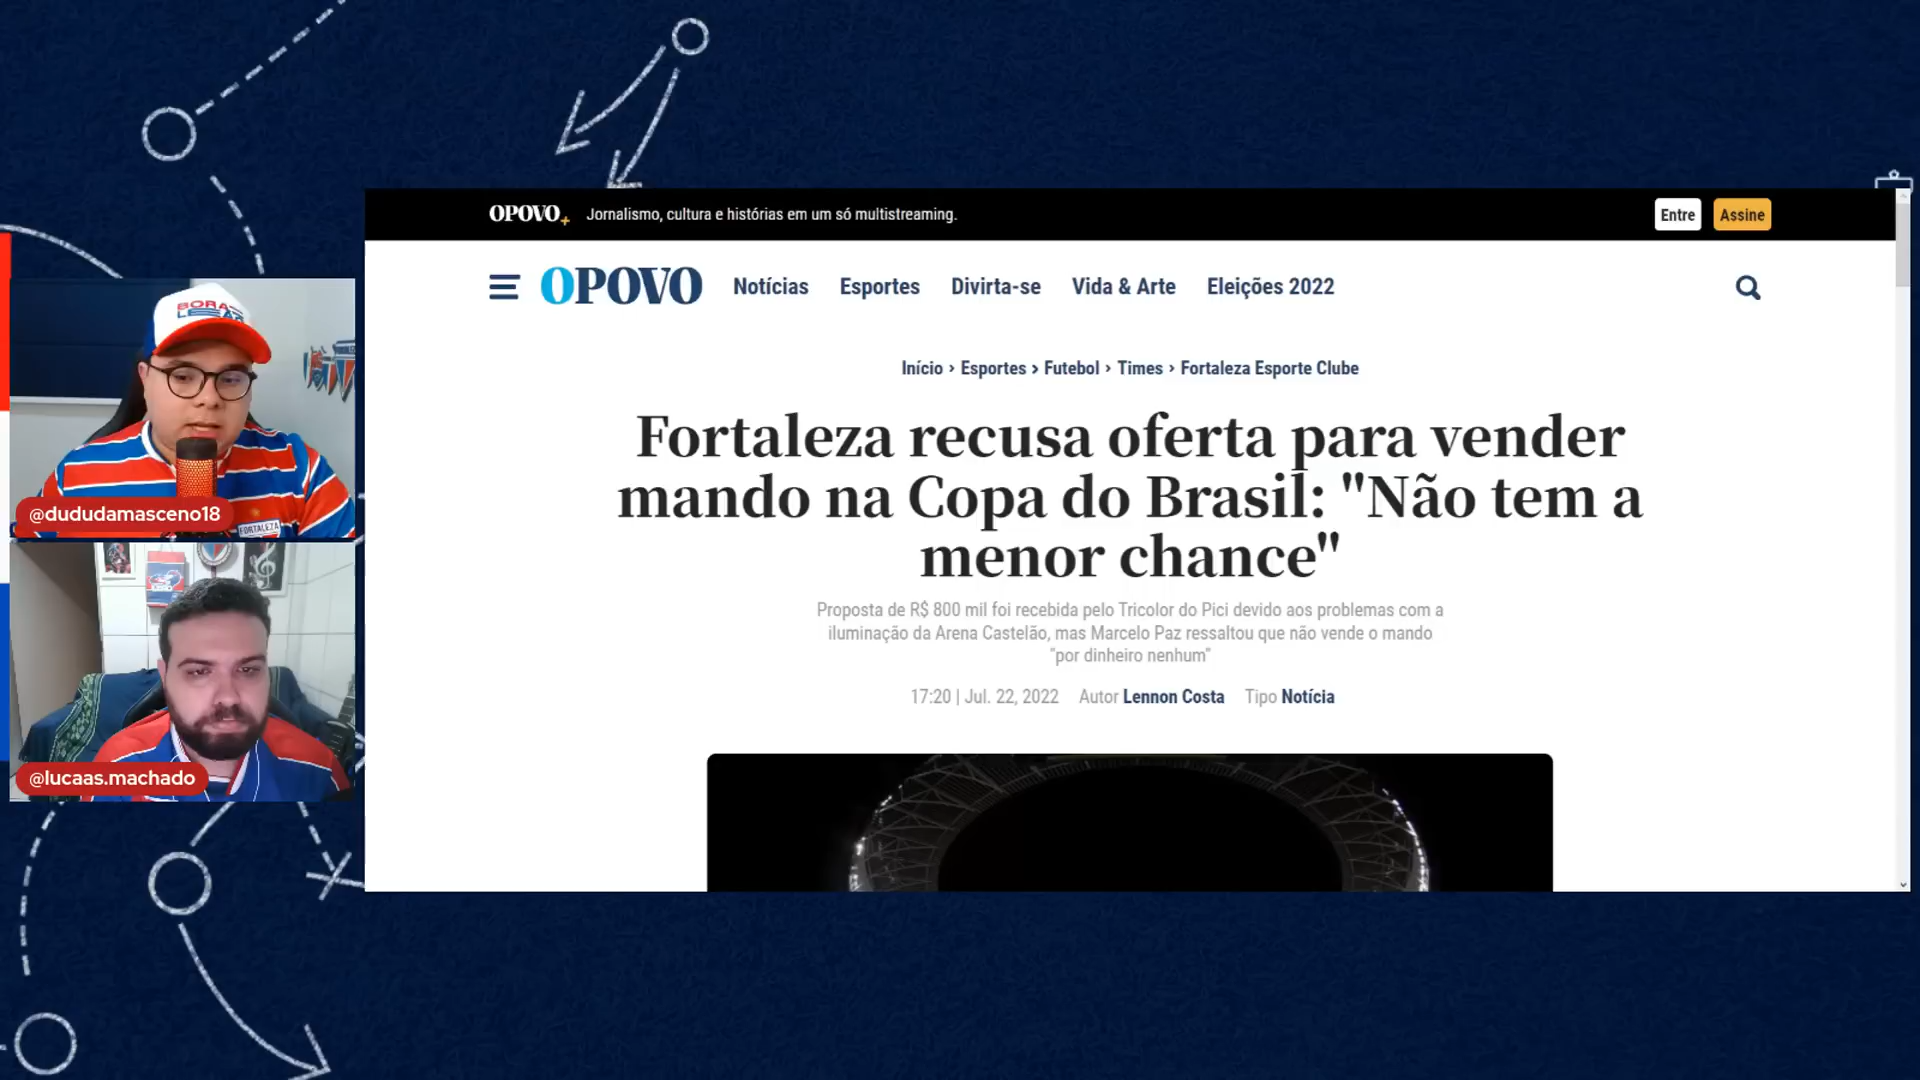 OPOVO+ Jornalismo, cultura e histórias em um só multistreaming. Entre Assine
OPOVO Notícias Esportes Divirta-se Vida & Arte Eleições 2022
Início › Esportes › Futebol › Times › Fortaleza Esporte Clube
Fortaleza recusa oferta para vender
mando na Copa do Brasil: "Não tem a
menor chance"
Proposta de R$ 800 mil foi recebida pelo Tricolor do Pici devido aos problemas com a
iluminação da Arena Castelão, mas Marcelo Paz ressaltou que não vende o mando
"por dinheiro nenhum"
17:20 | Jul. 22, 2022 Autor Lennon Costa Tipo Notícia
BORA
LEÃO
@dududamasceno18
FORTALEZA
@lucaas.machado